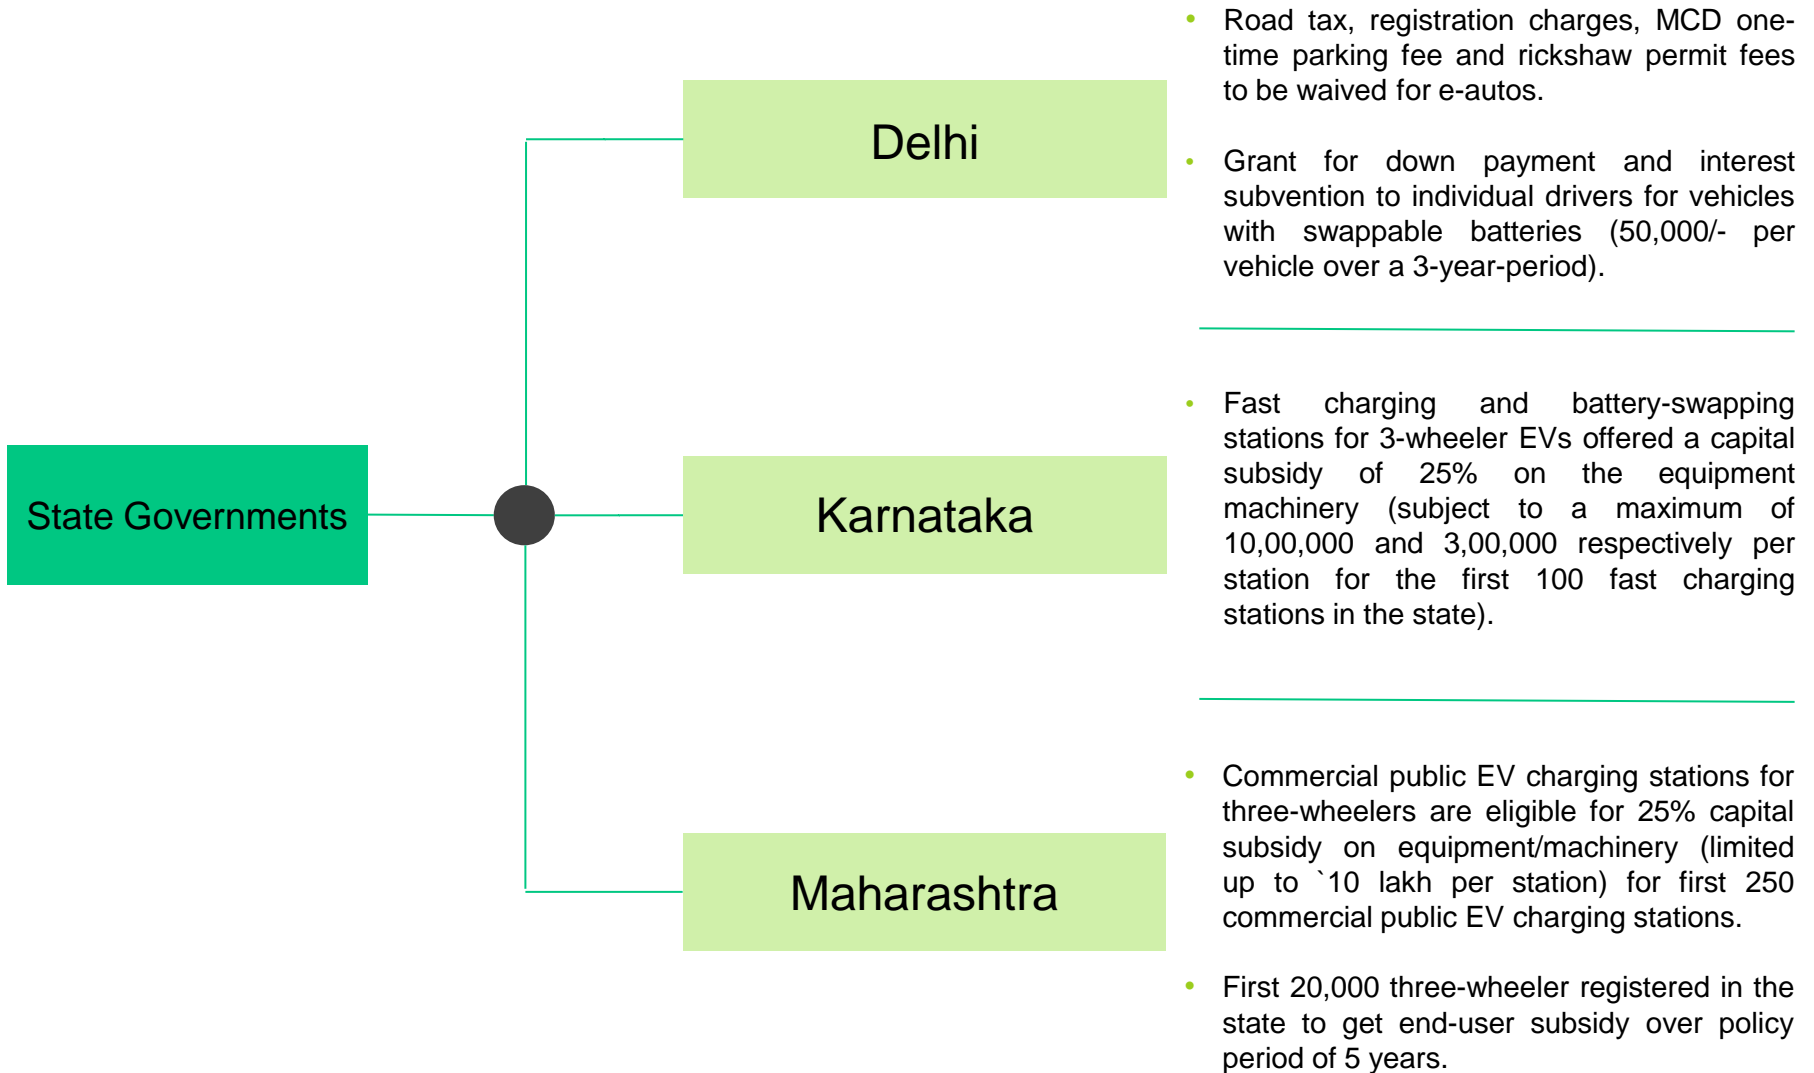 State Governments
Delhi
• Road tax, registration charges, MCD one-
time parking fee and rickshaw permit fees
to be waived for e-autos.
• Grant for down payment and interest
subvention to individual drivers for vehicles
with swappable batteries (50,000/- per
vehicle over a 3-year-period).
Karnataka
• Fast charging and battery-swapping
stations for 3-wheeler EVs offered a capital
subsidy of 25% on the equipment
machinery (subject to a maximum of
10,00,000 and 3,00,000 respectively per
station for the first 100 fast charging
stations in the state).
Maharashtra
• Commercial public EV charging stations for
three-wheelers are eligible for 25% capital
subsidy on equipment/machinery (limited
up to `10 lakh per station) for first 250
commercial public EV charging stations.
• First 20,000 three-wheeler registered in the
state to get end-user subsidy over policy
period of 5 years.